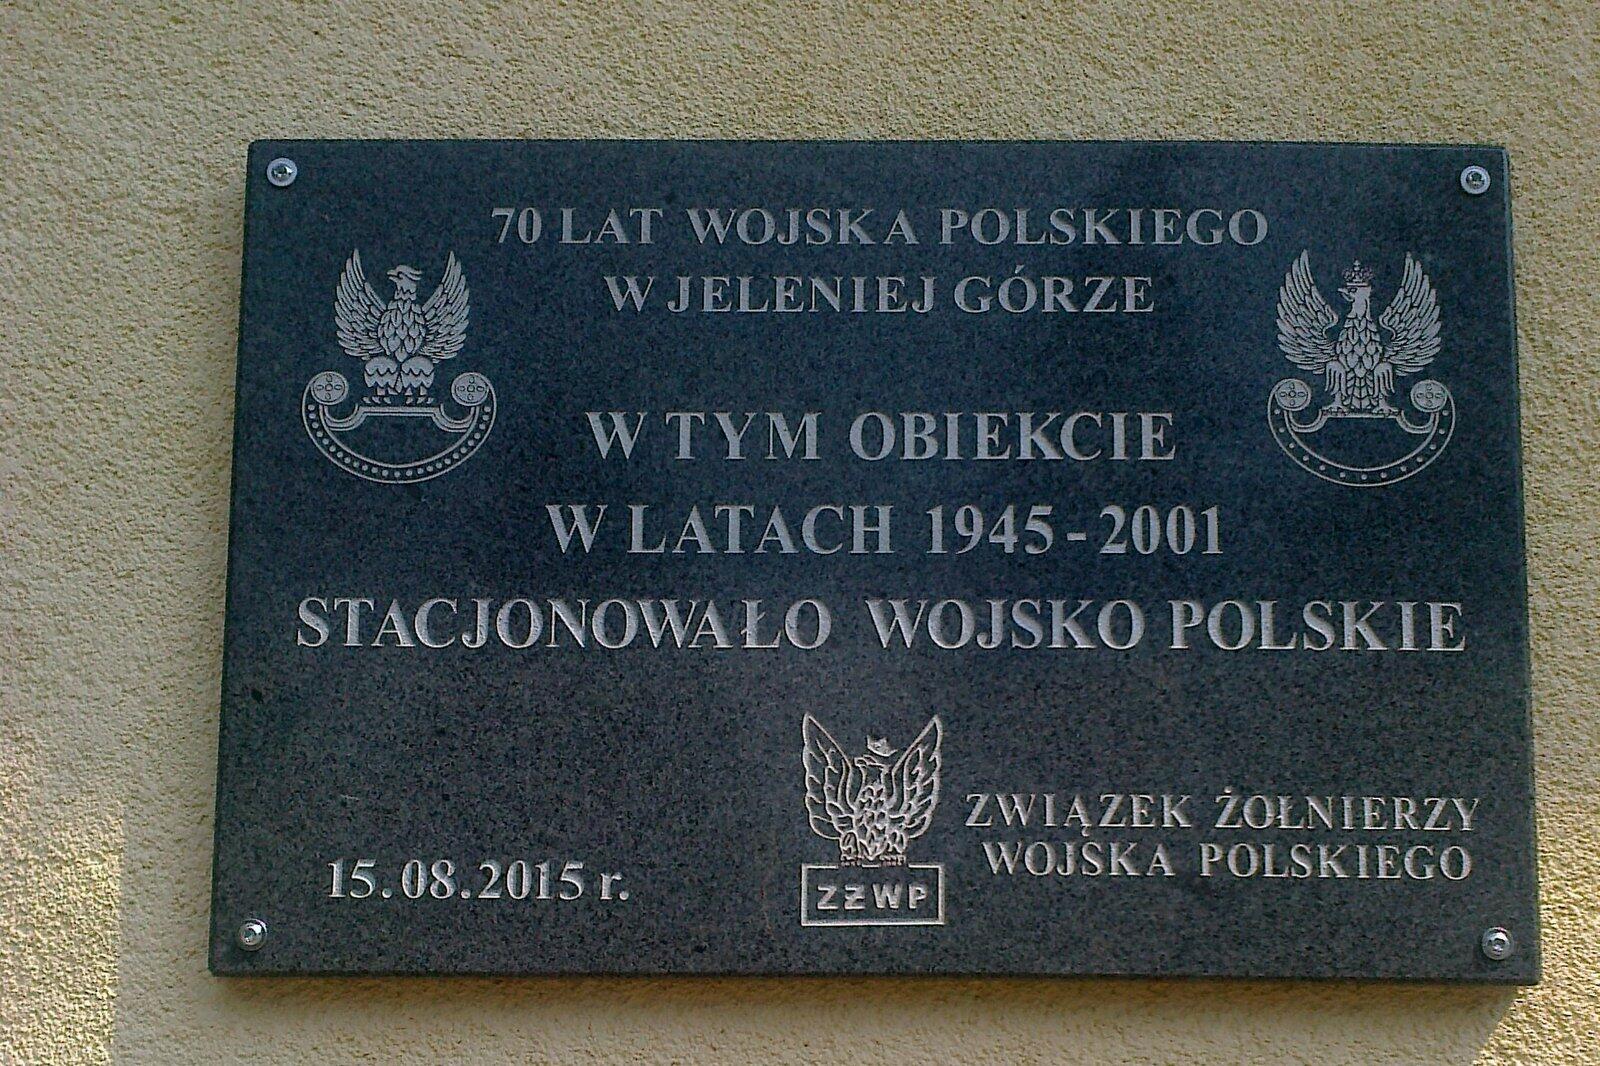 70 LAT WOJSKA POLSKIEGO
W JELENIEJ GÓRZE
W TYM OBIEKCIE
W LATACH 1945-2001
STACJONOWAŁO WOJSKO POLSKIE
15.08.2015 r.
ZŻWP
ZWIĄZEK ŻOŁNIERZY
WOJSKA POLSKIEGO